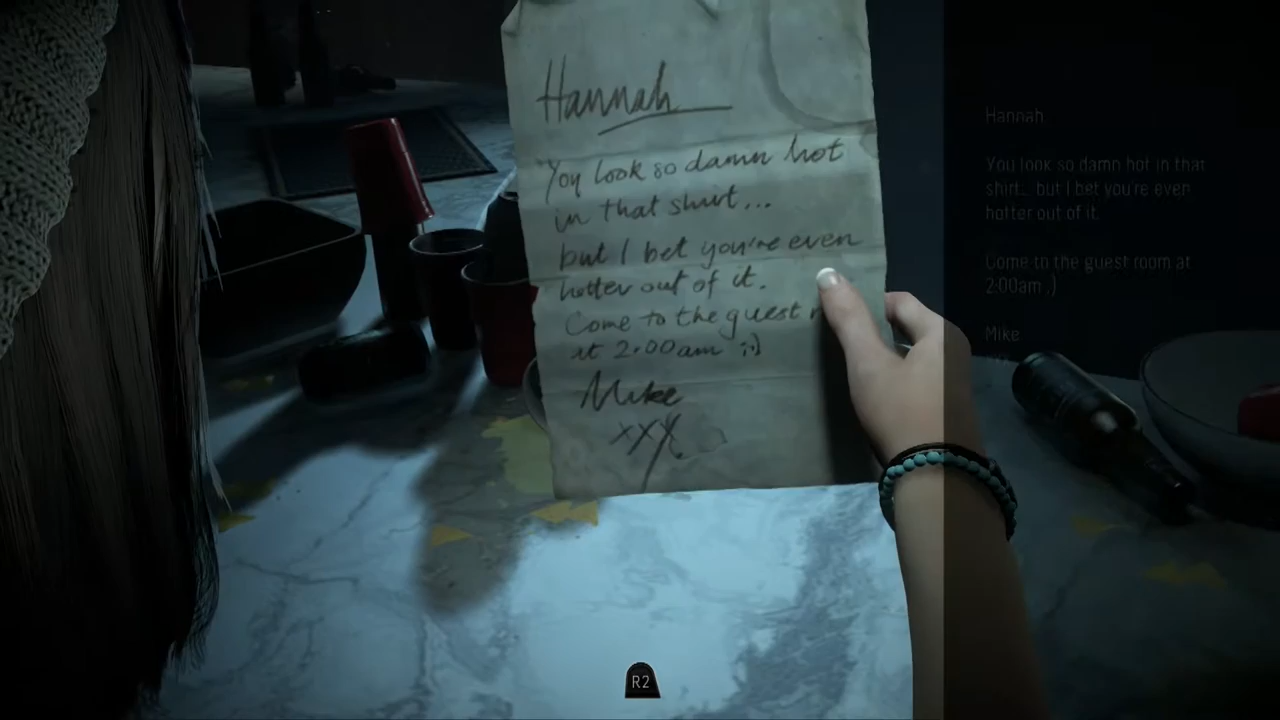 Hannah
You look so damn hot
in that shirt...
but I bet you're even
hotter out of it.
Come to the guest r
at 2:00am ;)
Mike
xxx
Hannah
You look so damn hot in that
shirt... but I bet you're even
hotter out of it.
Come to the guest room at
2:00am ;)
Mike
R2